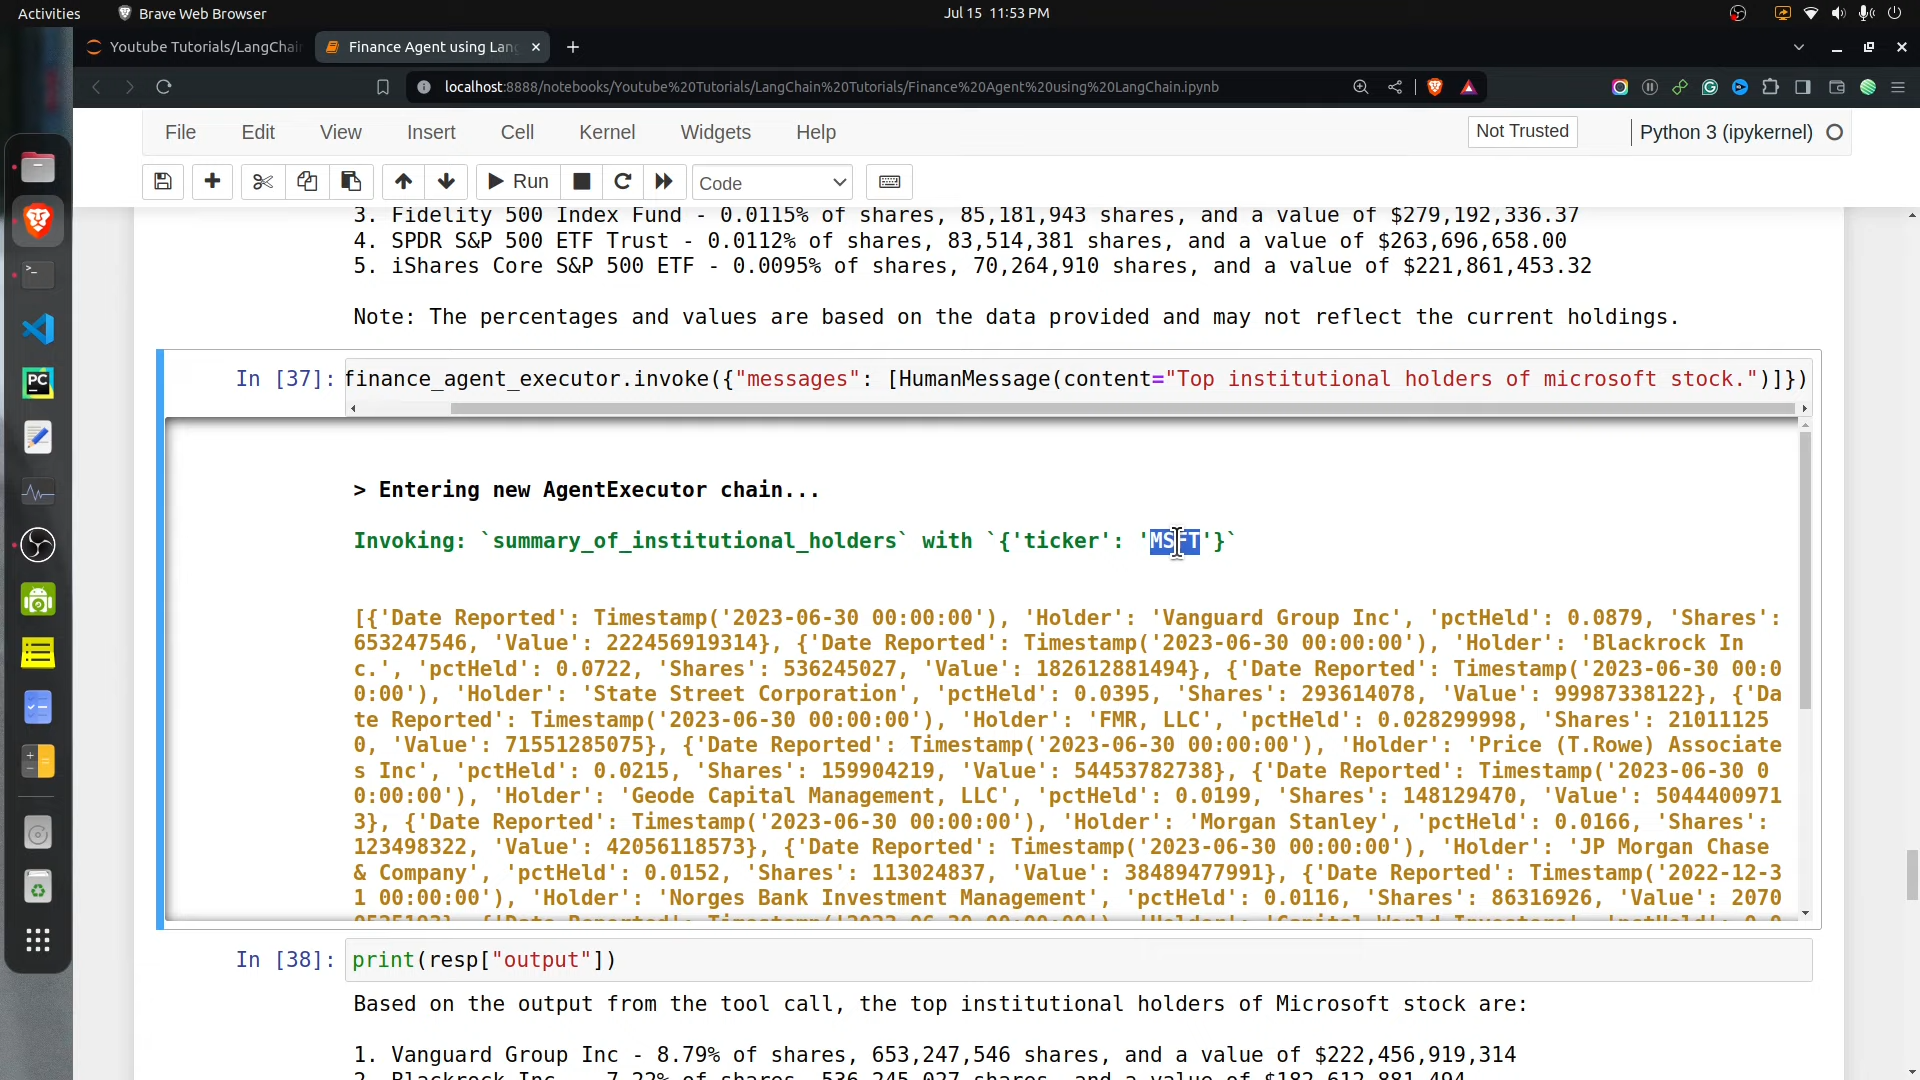 Activities
Brave Web Browser
Jul 15 11:53 PM
Youtube Tutorials/LangChain
Finance Agent using Lang
localhost:8888/notebooks/Youtube%20Tutorials/LangChain%20Tutorials/Finance%20Agent%20using%20LangChain.ipynb
File Edit View Insert Cell Kernel Widgets Help
Not Trusted
Python 3 (ipykernel)
Run
Code
3. Fidelity 500 Index Fund - 0.0115% of shares, 85,181,943 shares, and a value of $279,192,336.37
4. SPDR S&P 500 ETF Trust - 0.0112% of shares, 83,514,381 shares, and a value of $263,696,658.00
5. iShares Core S&P 500 ETF - 0.0095% of shares, 70,264,910 shares, and a value of $221,861,453.32
Note: The percentages and values are based on the data provided and may not reflect the current holdings.
In [37]: finance_agent_executor.invoke({"messages": [HumanMessage(content="Top institutional holders of microsoft stock.")]})
> Entering new AgentExecutor chain...
Invoking: `summary_of_institutional_holders` with `{'ticker': 'MSFT'}`
[{'Date Reported': Timestamp('2023-06-30 00:00:00'), 'Holder': 'Vanguard Group Inc', 'pctHeld': 0.0879, 'Shares':
653247546, 'Value': 222456919314}, {'Date Reported': Timestamp('2023-06-30 00:00:00'), 'Holder': 'Blackrock In
c.', 'pctHeld': 0.0722, 'Shares': 536245027, 'Value': 182612881494}, {'Date Reported': Timestamp('2023-06-30 00:0
0:00'), 'Holder': 'State Street Corporation', 'pctHeld': 0.0395, 'Shares': 293614078, 'Value': 99987338122}, {'Da
te Reported': Timestamp('2023-06-30 00:00:00'), 'Holder': 'FMR, LLC', 'pctHeld': 0.028299998, 'Shares': 21011125
0, 'Value': 71551285075}, {'Date Reported': Timestamp('2023-06-30 00:00:00'), 'Holder': 'Price (T.Rowe) Associate
s Inc', 'pctHeld': 0.0215, 'Shares': 159904219, 'Value': 54453782738}, {'Date Reported': Timestamp('2023-06-30 0
0:00:00'), 'Holder': 'Geode Capital Management, LLC', 'pctHeld': 0.0199, 'Shares': 148129470, 'Value': 5044400971
3}, {'Date Reported': Timestamp('2023-06-30 00:00:00'), 'Holder': 'Morgan Stanley', 'pctHeld': 0.0166, 'Shares':
123498322, 'Value': 42056118573}, {'Date Reported': Timestamp('2023-06-30 00:00:00'), 'Holder': 'JP Morgan Chase
& Company', 'pctHeld': 0.0152, 'Shares': 113024837, 'Value': 38489477991}, {'Date Reported': Timestamp('2022-12-3
1 00:00:00'), 'Holder': 'Norges Bank Investment Management', 'pctHeld': 0.0116, 'Shares': 86316926, 'Value': 2070
In [38]: print(resp["output"])
Based on the output from the tool call, the top institutional holders of Microsoft stock are:
1. Vanguard Group Inc - 8.79% of shares, 653,247,546 shares, and a value of $222,456,919,314
2. Blackrock Inc. - 7.22% of shares, 536,245,027 shares, and a value of $182,612,881,494